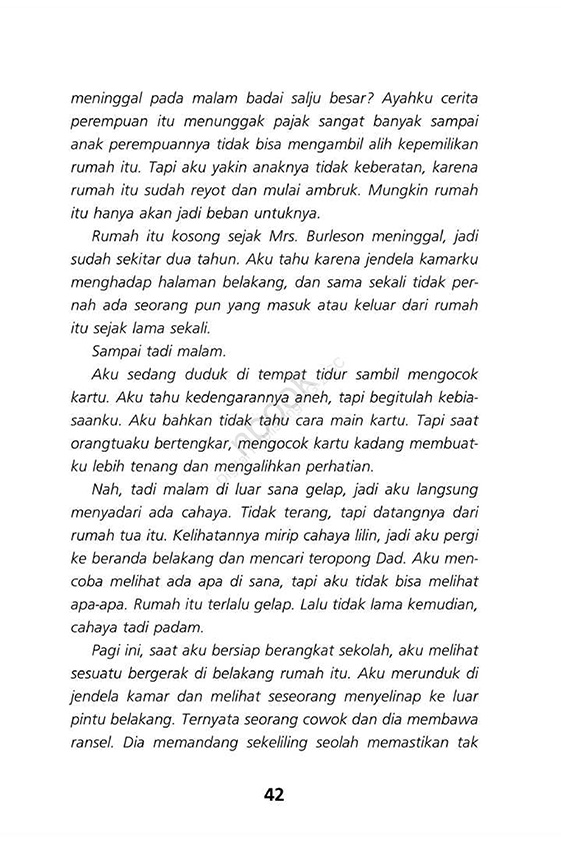 meninggal pada malam badai salju besar? Ayahku cerita
perempuan itu menunggak pajak sangat banyak sampai
anak perempuannya tidak bisa mengambil alih kepemilikan
rumah itu. Tapi aku yakin anaknya tidak keberatan, karena
rumah itu sudah reyot dan mulai ambruk. Mungkin rumah
itu hanya akan jadi beban untuknya.
Rumah itu kosong sejak Mrs. Burleson meninggal, jadi
sudah sekitar dua tahun. Aku tahu karena jendela kamarku
menghadap halaman belakang, dan sama sekali tidak per-
nah ada seorang pun yang masuk atau keluar dari rumah
itu sejak lama sekali.
Sampai tadi malam.
Aku sedang duduk di tempat tidur sambil mengocok
kartu. Aku tahu kedengarannya aneh, tapi begitulah kebia-
saanku. Aku bahkan tidak tahu cara main kartu. Tapi saat
orangtuaku bertengkar, mengocok kartu kadang membuat-
ku lebih tenang dan mengalihkan perhatian.
Nah, tadi malam di luar sana gelap, jadi aku langsung
menyadari ada cahaya. Tidak terang, tapi datangnya dari
rumah tua itu. Kelihatannya mirip cahaya lilin, jadi aku pergi
ke beranda belakang dan mencari teropong Dad. Aku men-
coba melihat ada apa di sana, tapi aku tidak bisa melihat
apa-apa. Rumah itu terlalu gelap. Lalu tidak lama kemudian,
cahaya tadi padam.
Pagi ini, saat aku bersiap berangkat sekolah, aku melihat
sesuatu bergerak di belakang rumah itu. Aku merunduk di
jendela kamar dan melihat seseorang menyelinap ke luar
pintu belakang. Ternyata seorang cowok dan dia membawa
ransel. Dia memandang sekeliling seolah memastikan tak
42